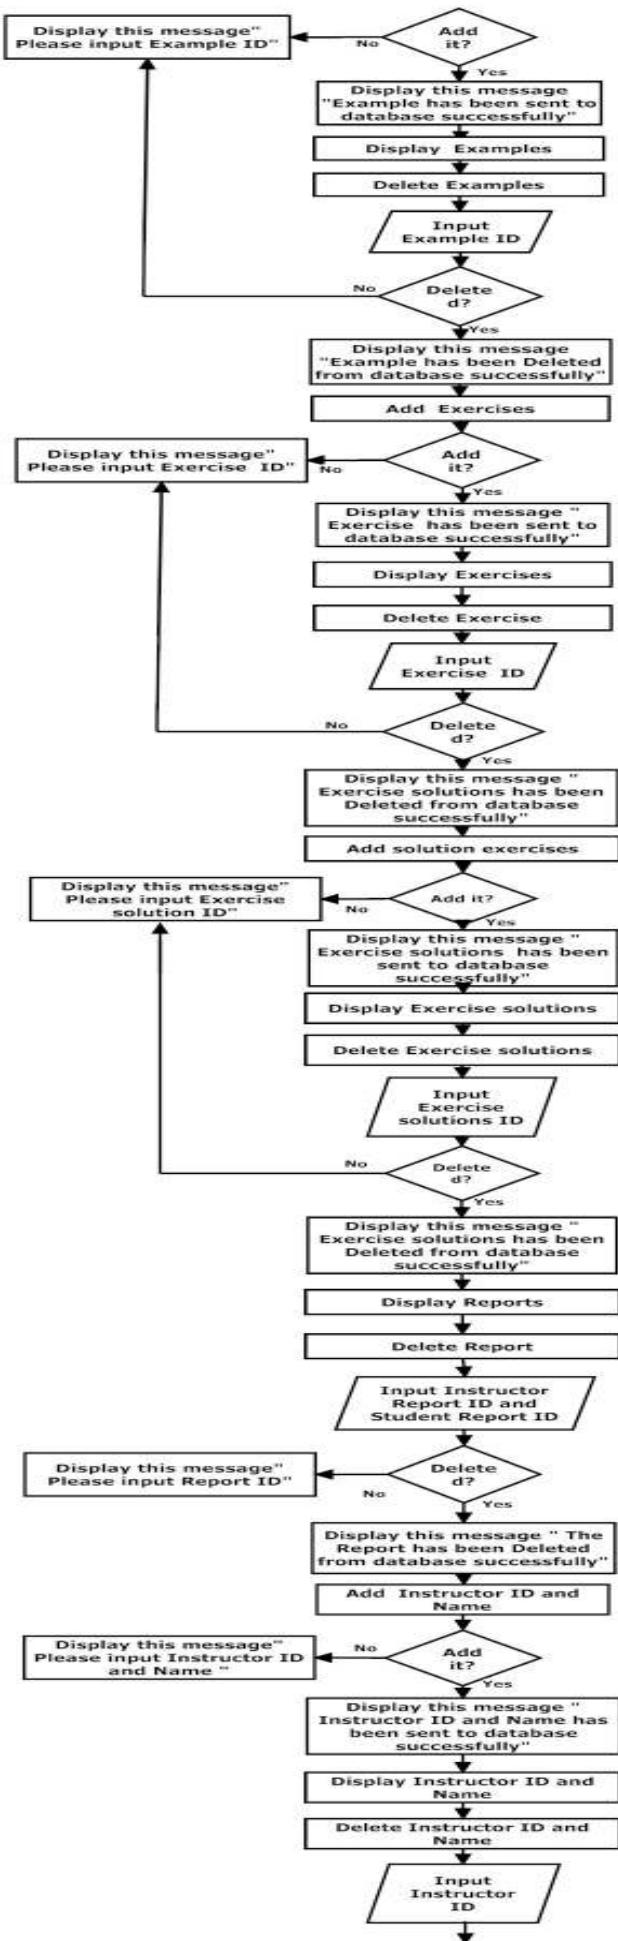 Display this message"
Please input Example ID"
No
Add
it?
Yes
Display this message
"Example has been sent to
database successfully"
Display Examples
Delete Examples
Input
Example ID
No
Delete
d?
Yes
Display this message
"Example has been Deleted
from database successfully"
Add Exercises
Display this message"
Please input Exercise ID"
No
Add
it?
Yes
Display this message "
Exercise has been sent to
database successfully"
Display Exercises
Delete Exercise
Input
Exercise ID
No
Delete
d?
Yes
Display this message "
Exercise solutions has been
Deleted from database
successfully"
Add solution exercises
Display this message"
Please input Exercise
solution ID"
No
Add it?
Yes
Display this message "
Exercise solutions has been
sent to database
successfully"
Display Exercise solutions
Delete Exercise solutions
Input
Exercise
solutions ID
No
Delete
d?
Yes
Display this message "
Exercise solutions has been
Deleted from database
successfully"
Display Reports
Delete Report
Input Instructor
Report ID and
Student Report ID
Display this message"
Please input Report ID"
No
Delete
d?
Yes
Display this message " The
Report has been Deleted
from database successfully"
Add Instructor ID and
Name
Display this message"
Please input Instructor ID
and Name "
No
Add
it?
Yes
Display this message "
Instructor ID and Name has
been sent to database
successfully"
Display Instructor ID and
Name
Delete Instructor ID and
Name
Input
Instructor
ID